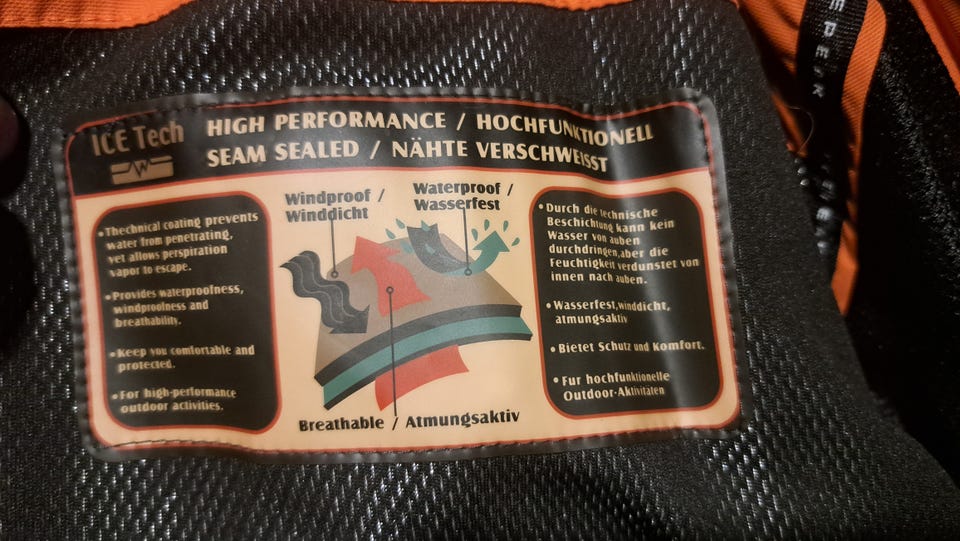 ICE Tech
HIGH PERFORMANCE / HOCHFUNKTIONELL
SEAM SEALED / NÄHTE VERSCHWEISST
• Thechnical coating prevents
water from penetrating,
yet allows perspiration
vapor to escape.
• Provides waterproofness,
windproofness and
breathability.
• Keep you comfortable and
protected.
• For high-performance
outdoor activities.
Windproof /
Winddicht
Waterproof /
Wasserfest
Breathable / Atmungsaktiv
• Durch die technische
Beschichtung kann kein
Wasser von außen
durchdringen,aber die
Feuchtigkeit verdunstet von
innen nach außen.
• Wasserfest,winddicht,
atmungsaktiv
• Bietet Schutz und Komfort.
• Fur hochfunktionelle
Outdoor-Aktivitäten